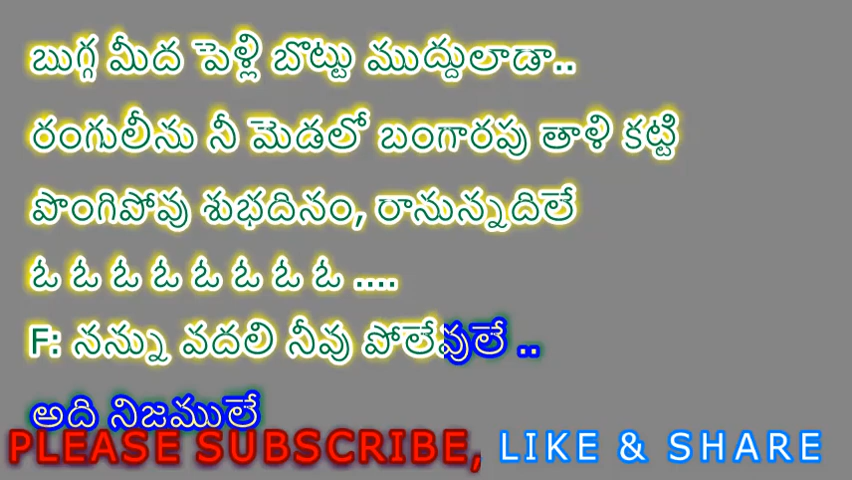 బుగ్గ మీద పెళ్లి బొట్టు ముద్దులాడా..
రంగులీను నీ మెడలో బంగారపు తాళి కట్టి
పొంగిపోవు శుభదినం, రానున్నదిలే
ఓ ఓ ఓ ఓ ఓ ఓ ఓ ఓ ....
F: నన్ను వదలి నీవు పోలేవులే ..
అది నిజములే
PLEASE SUBSCRIBE, LIKE & SHARE